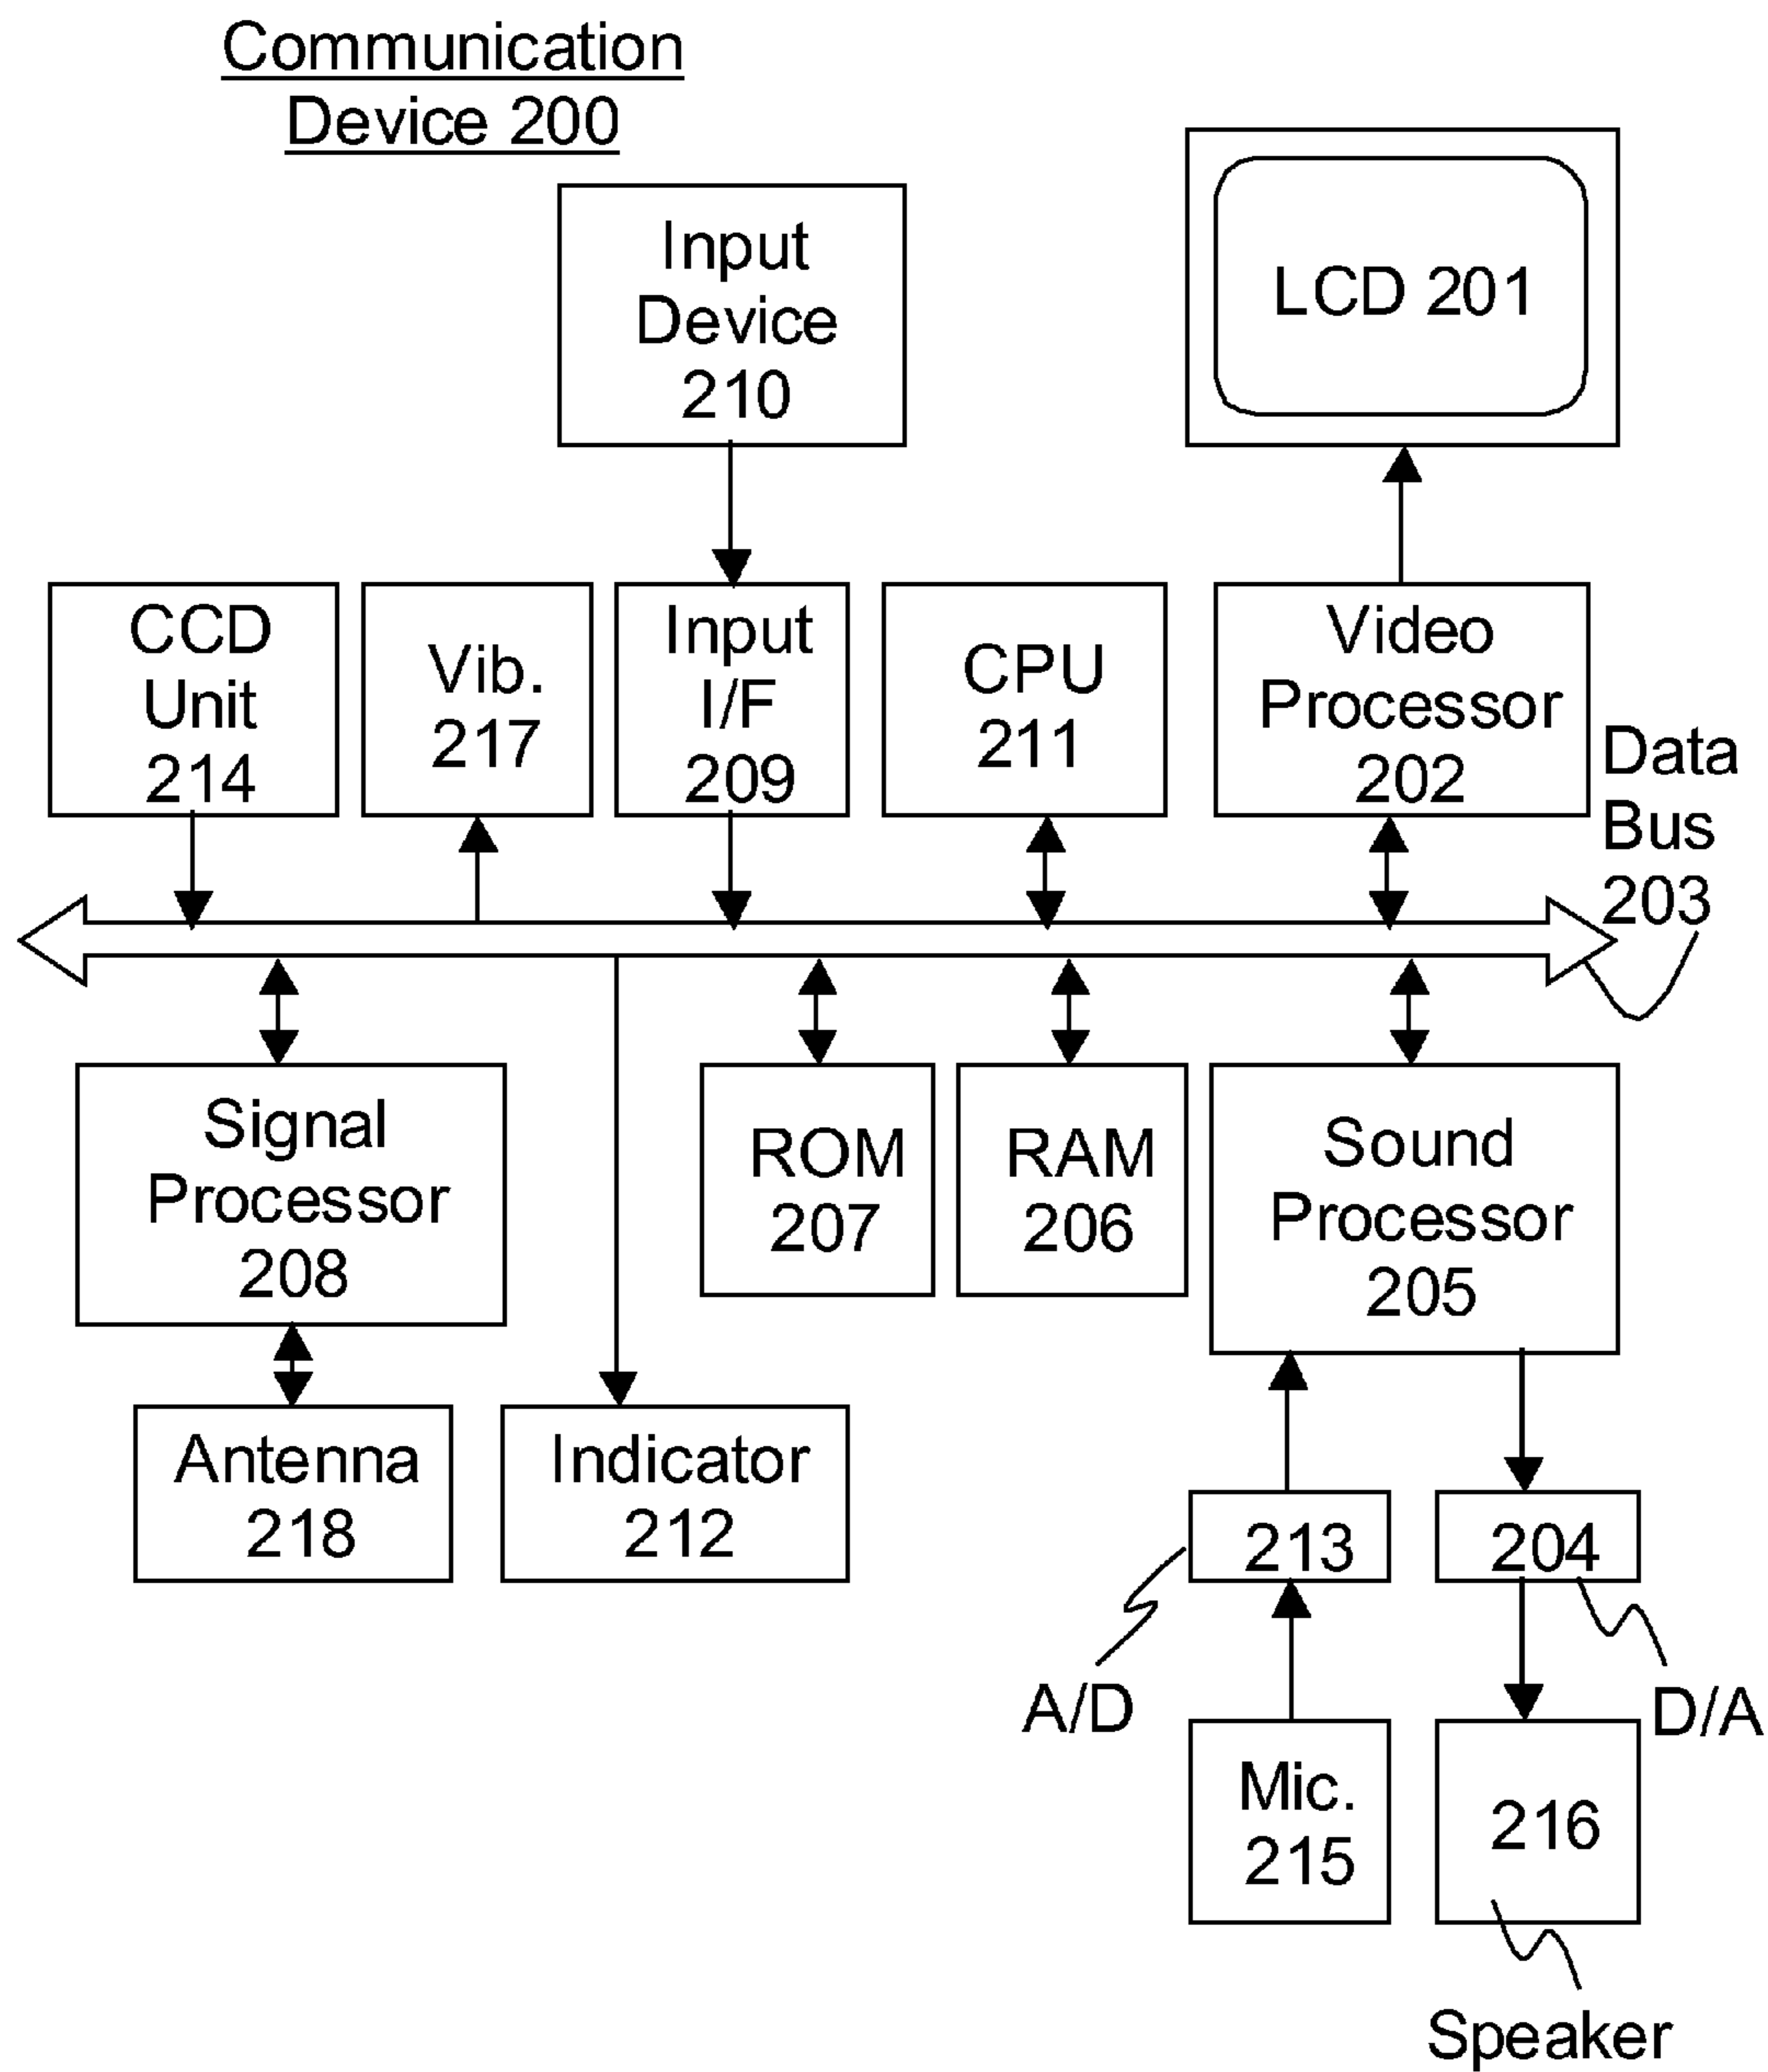 Communication
Device 200
Input
Device
210
LCD 201
CCD
Unit
214
Vib.
217
Input
I/F
209
CPU
211
Video
Processor
202
Data
Bus
203
Signal
Processor
208
ROM
207
RAM
206
Sound
Processor
205
Antenna
218
Indicator
212
213
204
A/D
D/A
Mic.
215
216
Speaker